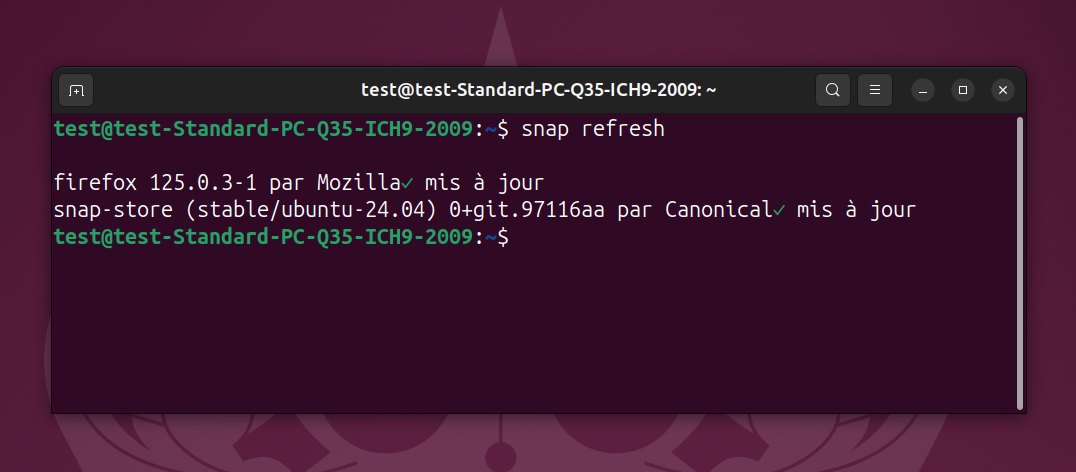 test@test-Standard-PC-Q35-ICH9-2009: ~
test@test-Standard-PC-Q35-ICH9-2009:~$ snap refresh
firefox 125.0.3-1 par Mozilla✓ mis à jour
snap-store (stable/ubuntu-24.04) 0+git.97116aa par Canonical✓ mis à jour
test@test-Standard-PC-Q35-ICH9-2009:~$